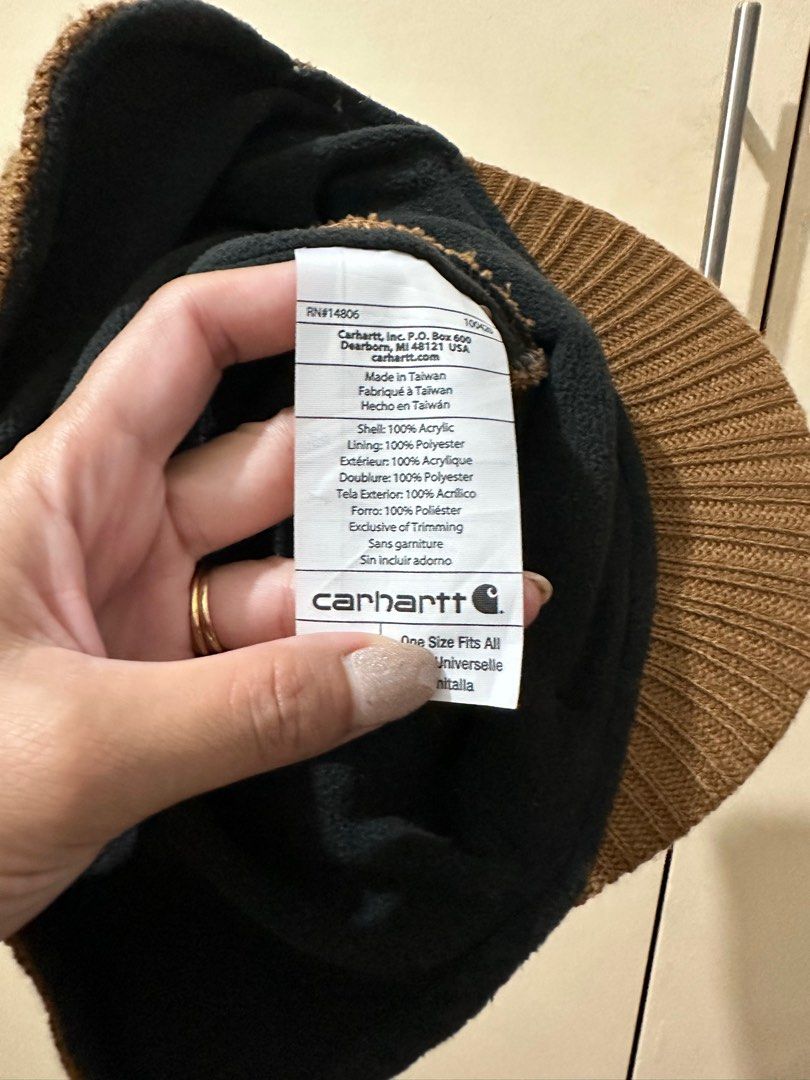 RN#14806
Carhartt, Inc. P.O. Box 600
Dearborn, MI 48121 USA
carhartt.com
Made in Taiwan
Fabriqué à Taïwan
Hecho en Taiwán
Shell: 100% Acrylic
Lining: 100% Polyester
Extérieur: 100% Acrylique
Doublure: 100% Polyester
Tela Exterior: 100% Acrílico
Forro: 100% Poliéster
Exclusive of Trimming
Sans garniture
Sin incluir adorno
carhartt
One Size Fits All
Universelle